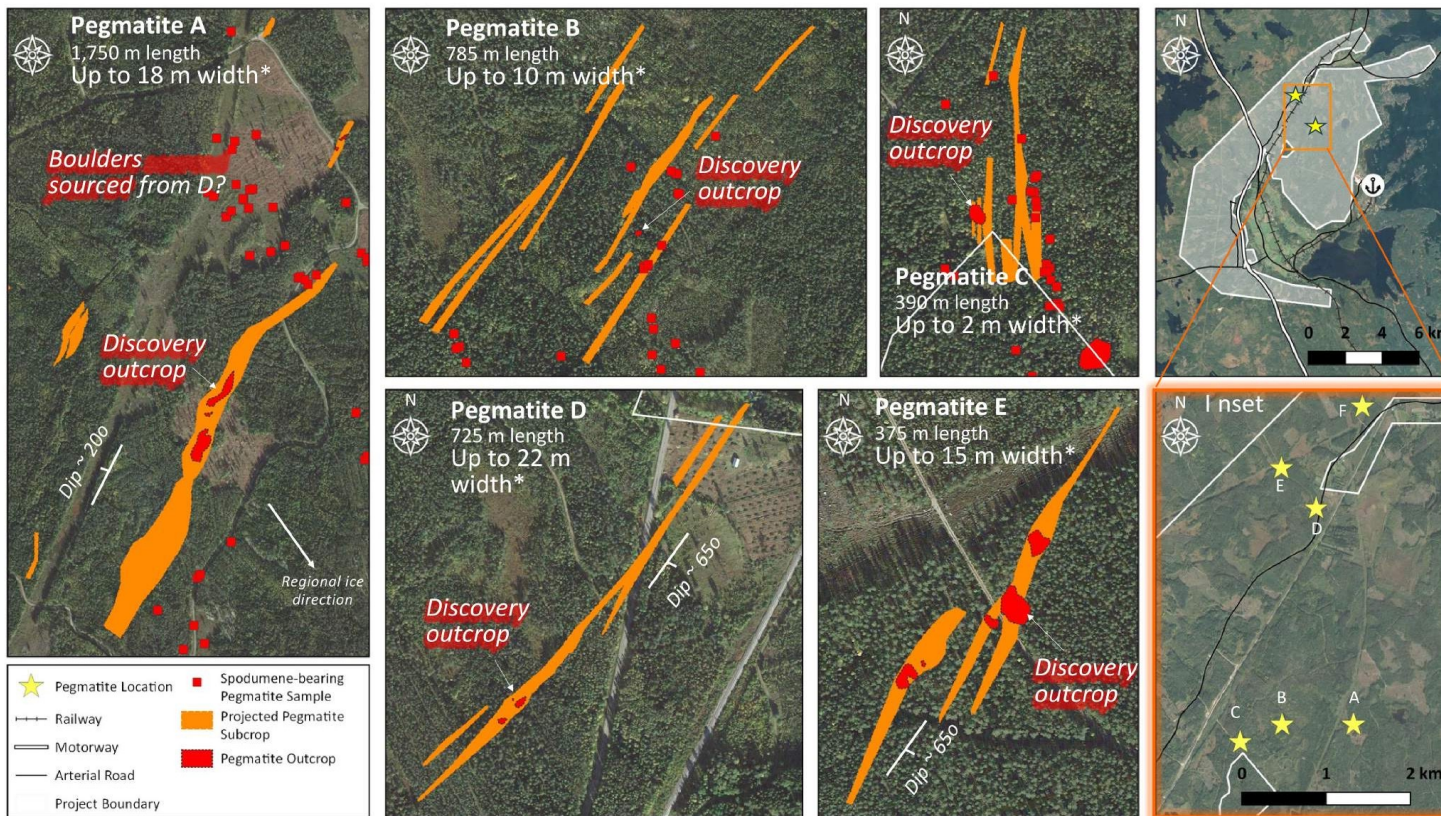 Pegmatite A
1,750 m length
Up to 18 m width*
Boulders
sourced from D?
Discovery
outcrop
Dip ~ 20o
Regional ice
direction
Pegmatite B
785 m length
Up to 10 m width*
Discovery
outcrop
N
Discovery
outcrop
Pegmatite C
390 m length
Up to 2 m width*
N
0 2 4 6 km
N
Pegmatite D
725 m length
Up to 22 m
width*
Discovery
outcrop
Dip ~ 65o
N
Pegmatite E
375 m length
Up to 15 m width*
Discovery
outcrop
Dip ~ 65o
N
I nset
F
E
D
C
B
A
0 1 2 km
Pegmatite Location
Railway
Motorway
Arterial Road
Project Boundary
Spodumene-bearing
Pegmatite Sample
Projected Pegmatite
Subcrop
Pegmatite Outcrop